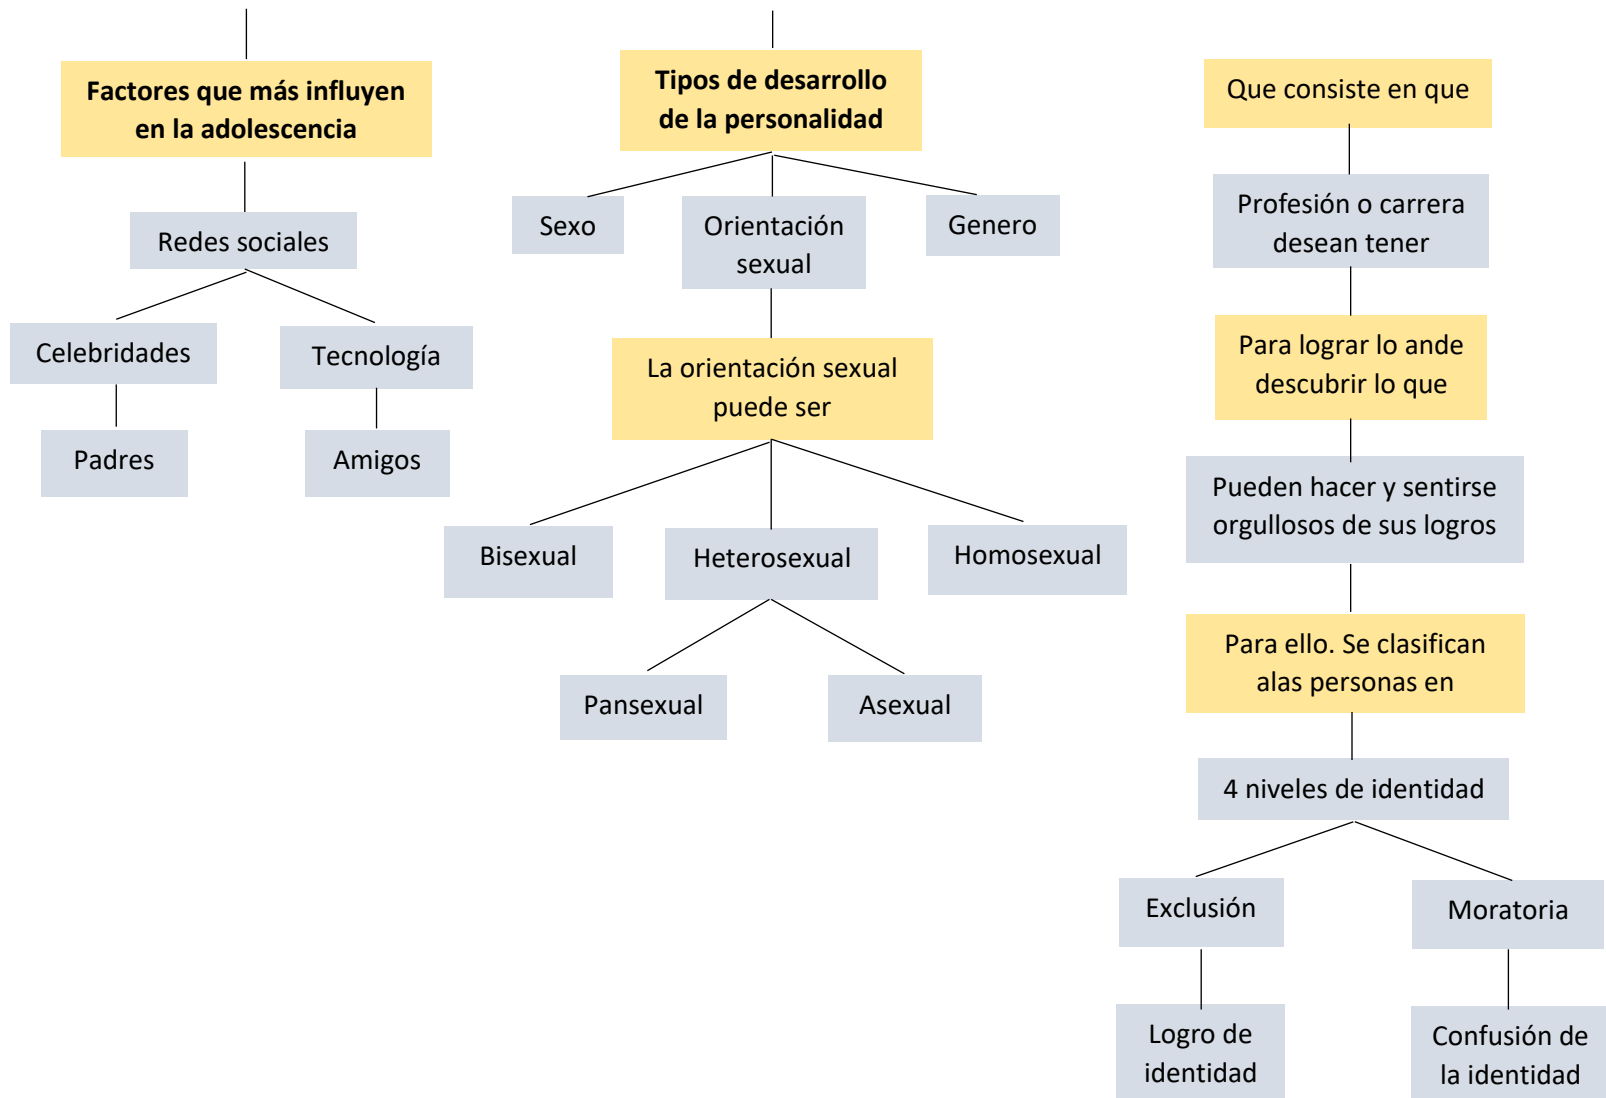 Factores que más influyen
en la adolescencia
Redes sociales
Celebridades
Tecnología
Padres
Amigos
Tipos de desarrollo
de la personalidad
Sexo
Orientación
sexual
Genero
La orientación sexual
puede ser
Bisexual
Heterosexual
Homosexual
Pansexual
Asexual
Que consiste en que
Profesión o carrera
desean tener
Para lograr lo ande
descubrir lo que
Pueden hacer y sentirse
orgullosos de sus logros
Para ello. Se clasifican
alas personas en
4 niveles de identidad
Exclusión
Moratoria
Logro de
identidad
Confusión de
la identidad